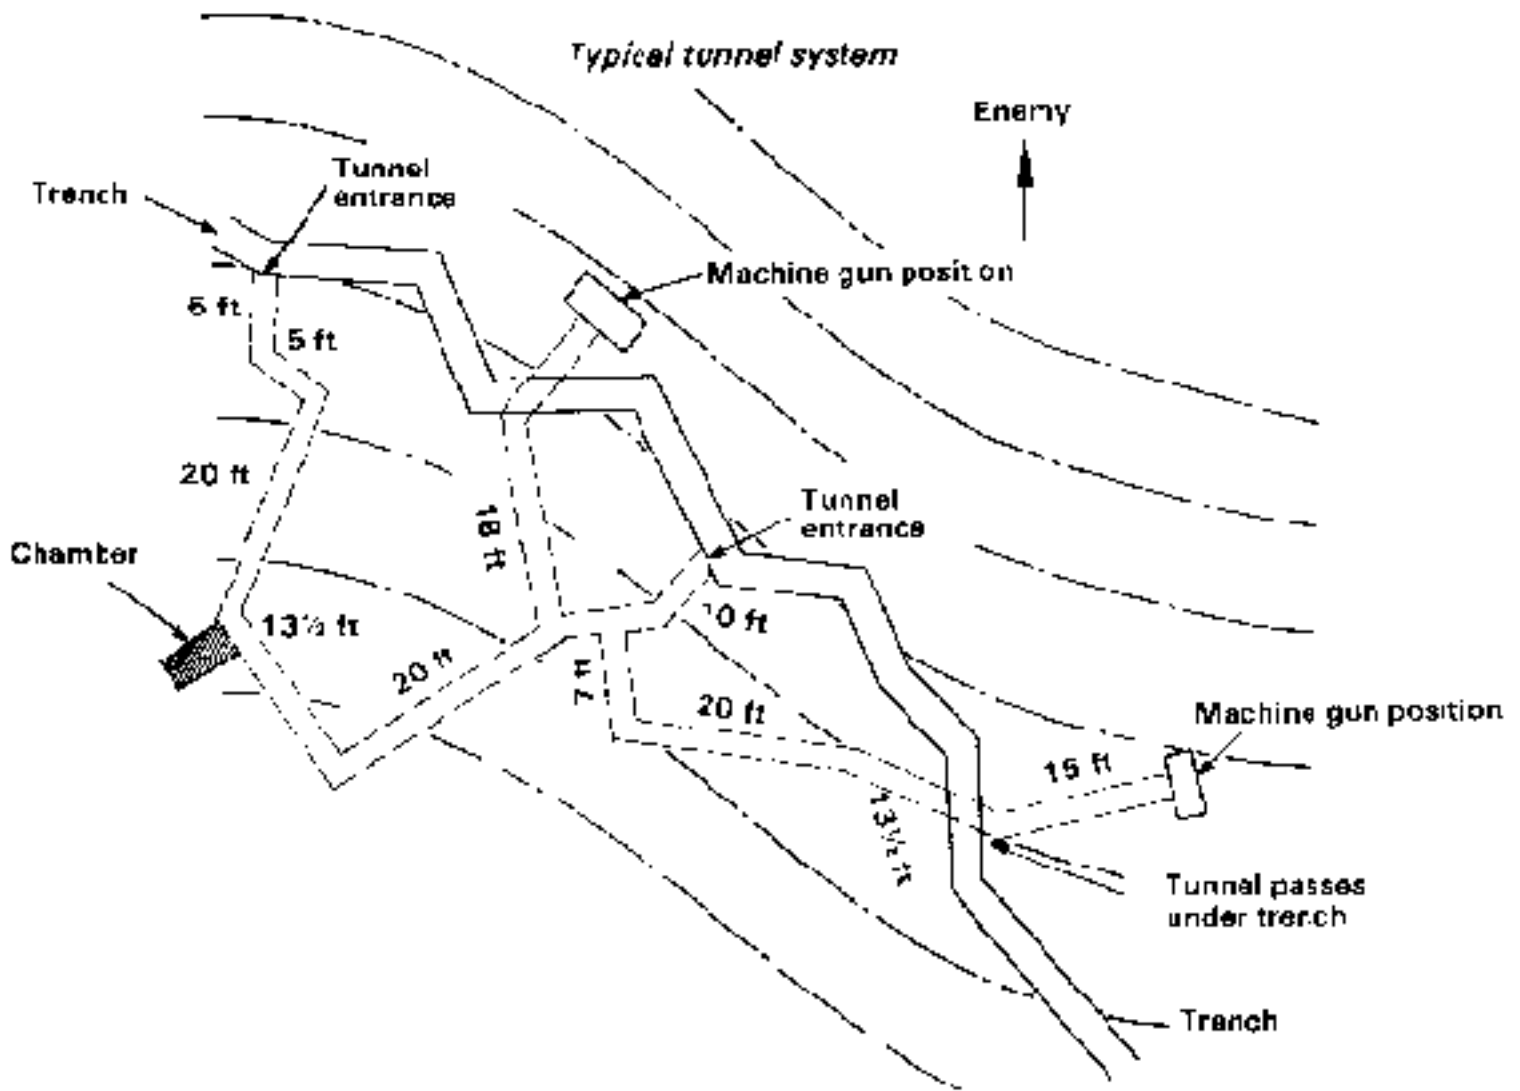 Typical tunnel system
Enemy
Tunnel
entrance
Trench
Machine gun position
6 ft
5 ft
20 ft
18 ft
Tunnel
entrance
Chamber
13½ ft
10 ft
20 ft
7 ft
20 ft
Machine gun position
15 ft
13½ ft
Tunnel passes
under trench
Trench